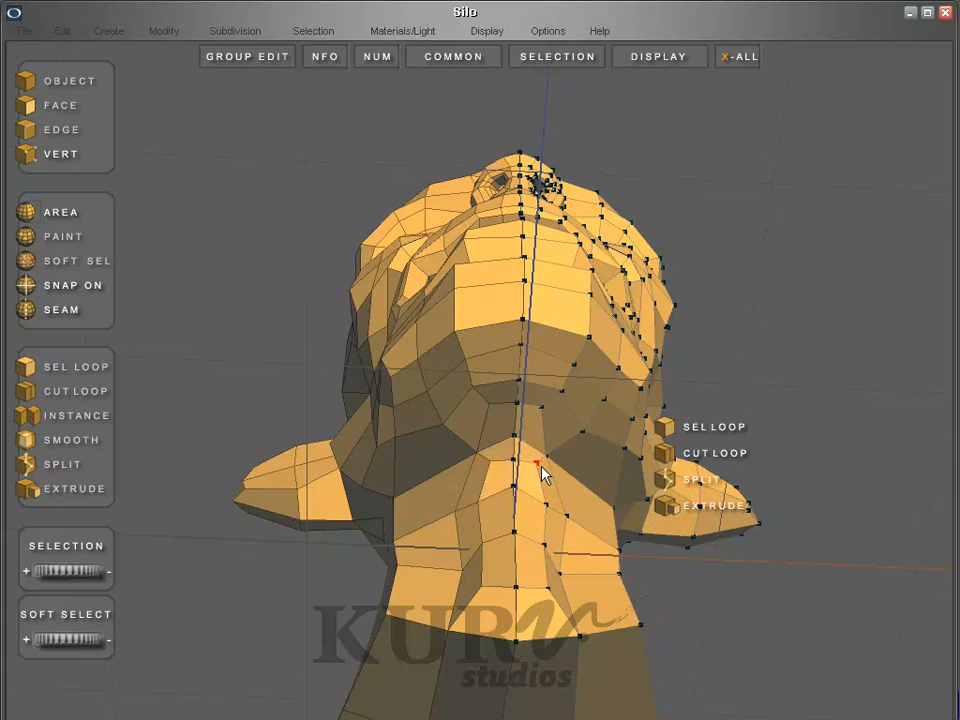 Silo
File Edit Create Modify Subdivision Selection Materials/Light Display Options Help
GROUP EDIT NFO NUM COMMON SELECTION DISPLAY X-ALL
OBJECT
FACE
EDGE
VERT
AREA
PAINT
SOFT SEL
SNAP ON
SEAM
SEL LOOP
CUT LOOP
INSTANCE
SMOOTH
SPLIT
EXTRUDE
SELECTION
+ -
SOFT SELECT
+ -
SEL LOOP
CUT LOOP
SPLIT
EXTRUDE
KURV
studios